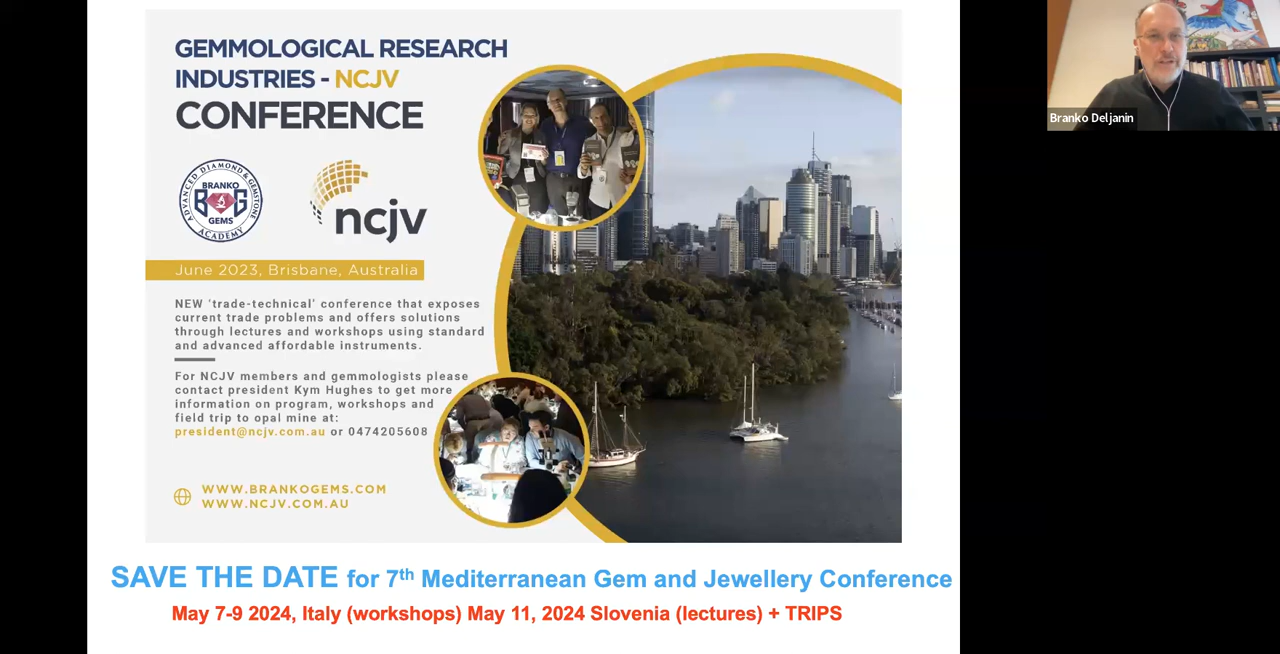 GEMMOLOGICAL RESEARCH
INDUSTRIES - NCJV
CONFERENCE
ADVANCED DIAMOND & GEMSTONE
BRANKO
BG
GEMS
ACADEMY
ncjv
June 2023, Brisbane, Australia
NEW 'trade-technical' conference that exposes
current trade problems and offers solutions
through lectures and workshops using standard
and advanced affordable instruments.
For NCJV members and gemmologists please
contact president Kym Hughes to get more
information on program, workshops and
field trip to opal mine at:
president@ncjv.com.au or 0474205608
WWW.BRANKOGEMS.COM
WWW.NCJV.COM.AU
SAVE THE DATE for 7th Mediterranean Gem and Jewellery Conference
May 7-9 2024, Italy (workshops) May 11, 2024 Slovenia (lectures) + TRIPS
Branko Deljanin